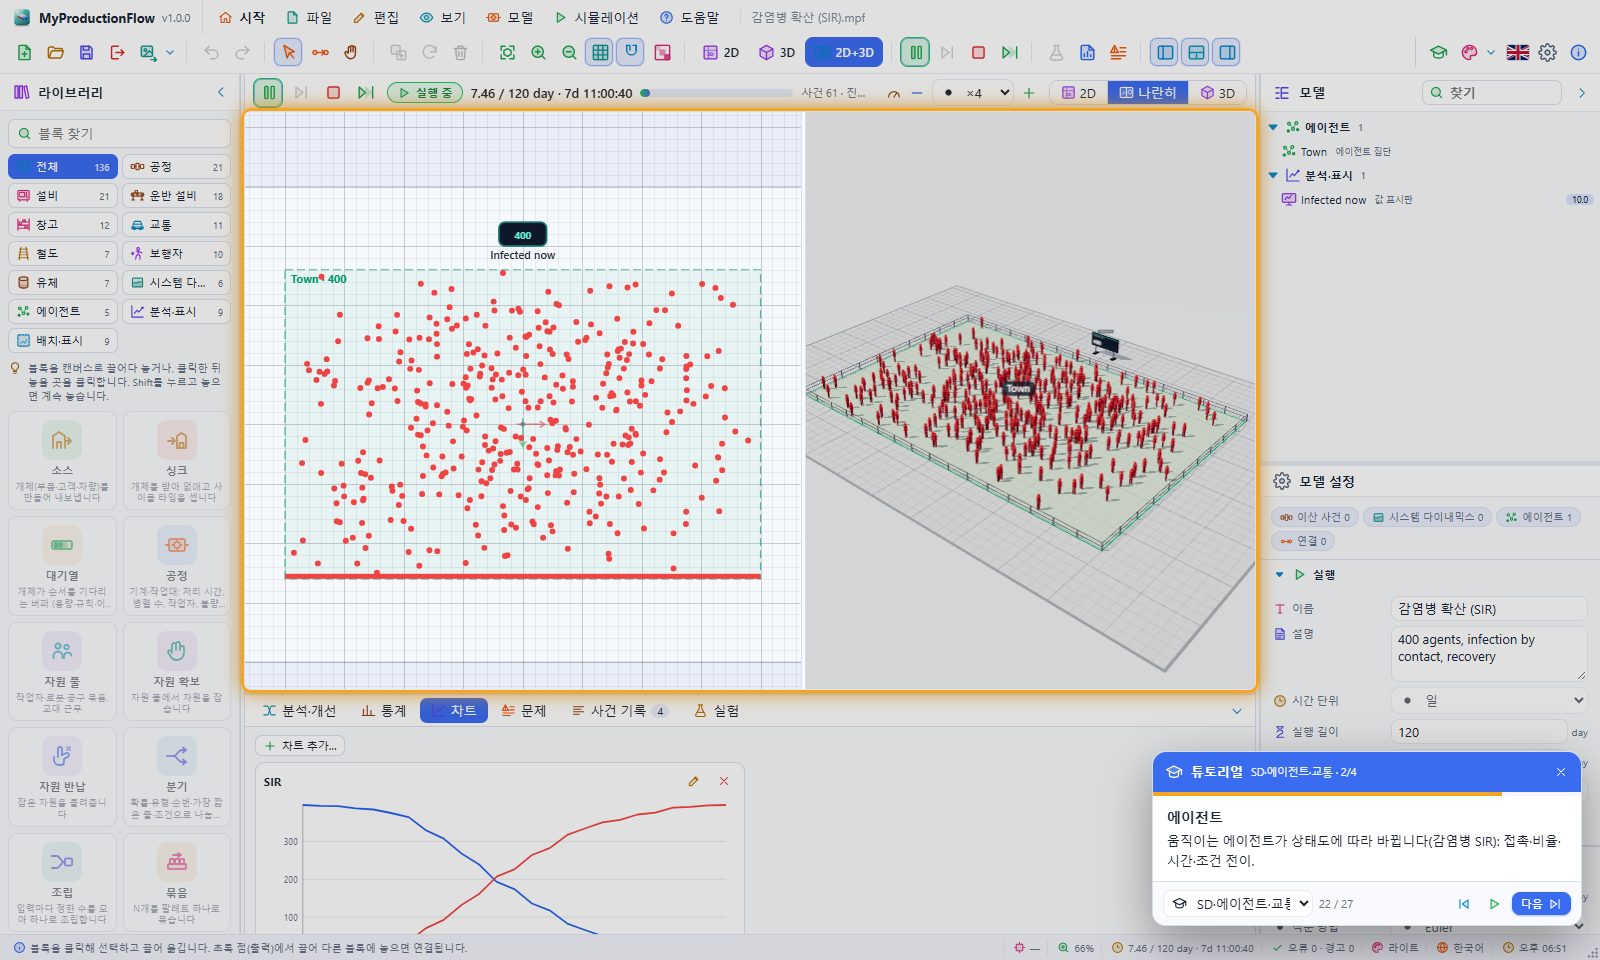 MyProductionFlow v1.0.0 시작 파일 편집 보기 모델 시뮬레이션 도움말 감염병 확산 (SIR).mpf
2D 3D 2D+3D
라이브러리
블록 찾기
전체 136 공정 21
설비 21 운반 설비 18
창고 12 교통 11
철도 7 보행자 10
유체 7 시스템 다... 6
에이전트 5 분석·표시 9
배치·표시 9
블록을 캔버스로 끌어다 놓거나, 클릭한 뒤
놓을 곳을 클릭합니다. Shift를 누르고 놓으
면 계속 놓습니다.
소스 싱크
개체(부품·고객·차량)를
만들어 내보냅니다
개체를 받아 없애고 사
이클 타임을 셉니다
대기열 공정
개체가 순서를 기다리
는 버퍼 (용량·규칙·이...
기계·작업대: 처리 시간,
병렬 수, 작업자, 불량...
자원 풀 자원 확보
작업자·로봇·공구 묶음,
교대 근무
자원 풀에서 자원을 잡
습니다
자원 반납 분기
잡은 자원을 돌려줍니
다
확률·유형·순번·가장 짧
은 줄·조건으로 나눕...
조립 묶음
입력마다 정한 수를 모
아 하나로 조립합니다
N개를 팔레트 하나로
묶습니다
실행 중 7.46 / 120 day · 7d 11:00:40 사건 61 · 진... ×4 2D 나란히 3D
400
Infected now
Town · 400
Town
분석·개선 통계 차트 문제 사건 기록 4 실험
차트 추가...
SIR
300
200
100
모델 찾기
에이전트 1
Town 에이전트 집단
분석·표시 1
Infected now 값 표시판 10.0
모델 설정
이산 사건 0 시스템 다이내믹스 0 에이전트 1
연결 0
실행
이름 감염병 확산 (SIR)
설명 400 agents, infection by
contact, recovery
시간 단위 일
실행 길이 120 day
튜토리얼 SD·에이전트·교통 · 2/4
에이전트
움직이는 에이전트가 상태도에 따라 바뀝니다(감염병 SIR): 접촉·비율·
시간·조건 전이.
SD·에이전트·교통 22 / 27 다음
Euler
블록을 클릭해 선택하고 끌어 옮깁니다. 초록 점(출력)에서 끌어 다른 블록에 놓으면 연결됩니다.
— 66% 7.46 / 120 day · 7d 11:00:40 오류 0 · 경고 0 라이트 한국어 오후 06:51